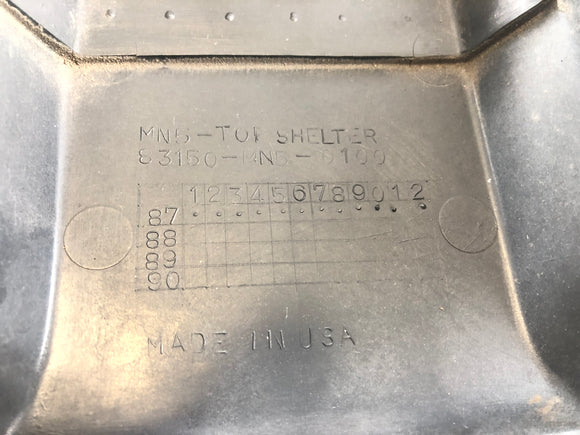 MN5-TOP SHELTER
83150-MN5-0100
1 2 3 4 5 6 7 8 9 0 1 2
87
88
89
90
MADE IN USA